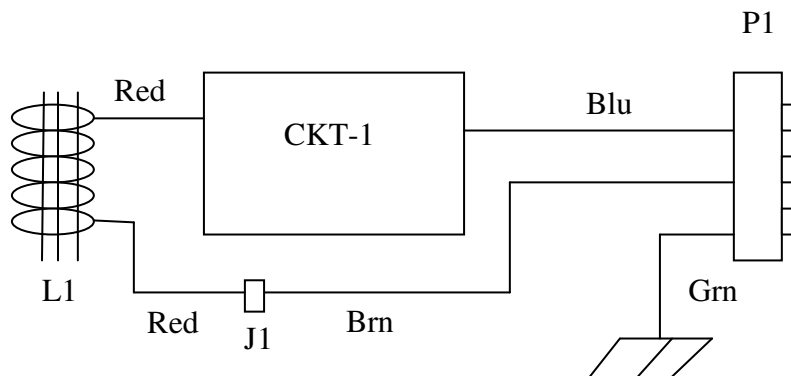 P1
Red
Blu
CKT-1
L1
Grn
Red
J1
Brn